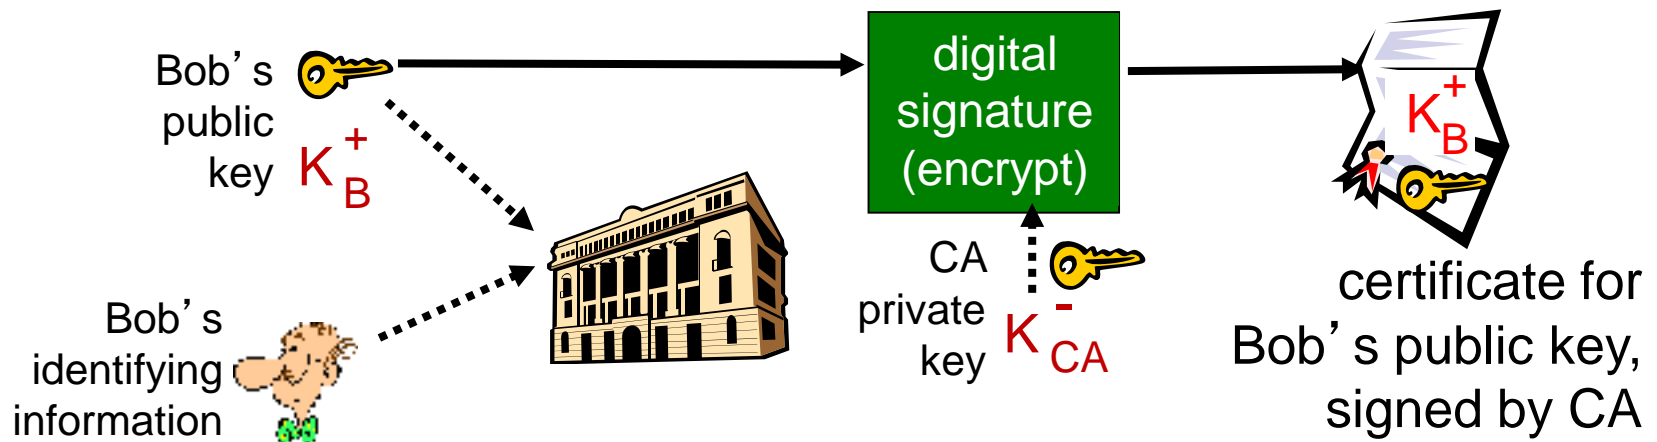 Bob’s
public
key
K
+
B
digital
signature
(encrypt)
K
+
B
Bob’s
identifying
information
CA
private
key
K
-
CA
certificate for
Bob’s public key,
signed by CA